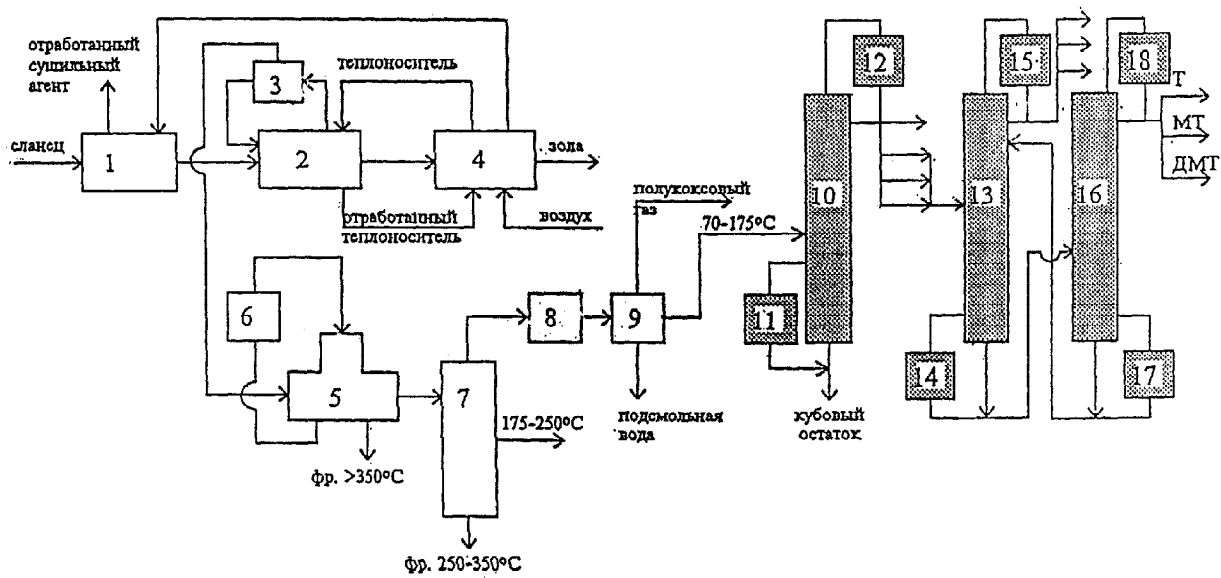 отработанный
сушильный
агент
теплоноситель
сланец
зола
отработанный
теплоноситель
воздух
полукоксовый
газ
70-175°С
подсмольная
вода
175-250°С
фр. >350°С
фр. 250-350°С
кубовый
остаток
Т
МТ
ДМТ
1
2
3
4
5
6
7
8
9
10
11
12
13
14
15
16
17
18